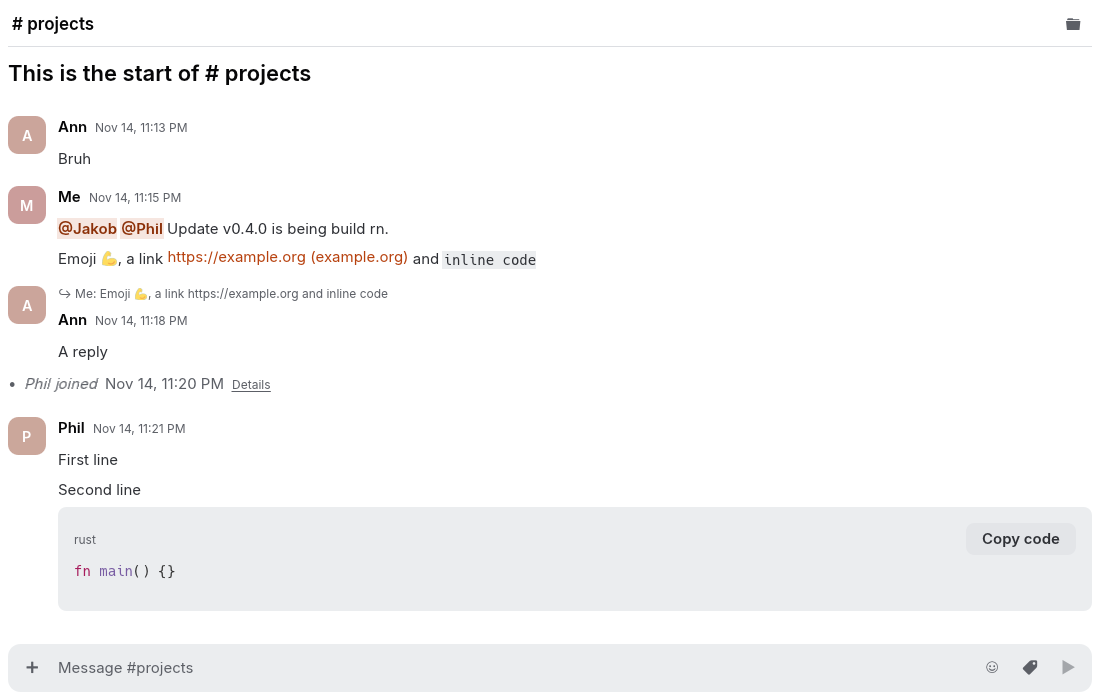 # projects
This is the start of # projects
A
Ann Nov 14, 11:13 PM
Bruh
M
Me Nov 14, 11:15 PM
@Jakob @Phil Update v0.4.0 is being build rn.
Emoji 💪, a link https://example.org (example.org) and inline code
↪ Me: Emoji 💪, a link https://example.org and inline code
A
Ann Nov 14, 11:18 PM
A reply
• Phil joined Nov 14, 11:20 PM Details
P
Phil Nov 14, 11:21 PM
First line
Second line
rust Copy code
fn main() {}
Message #projects